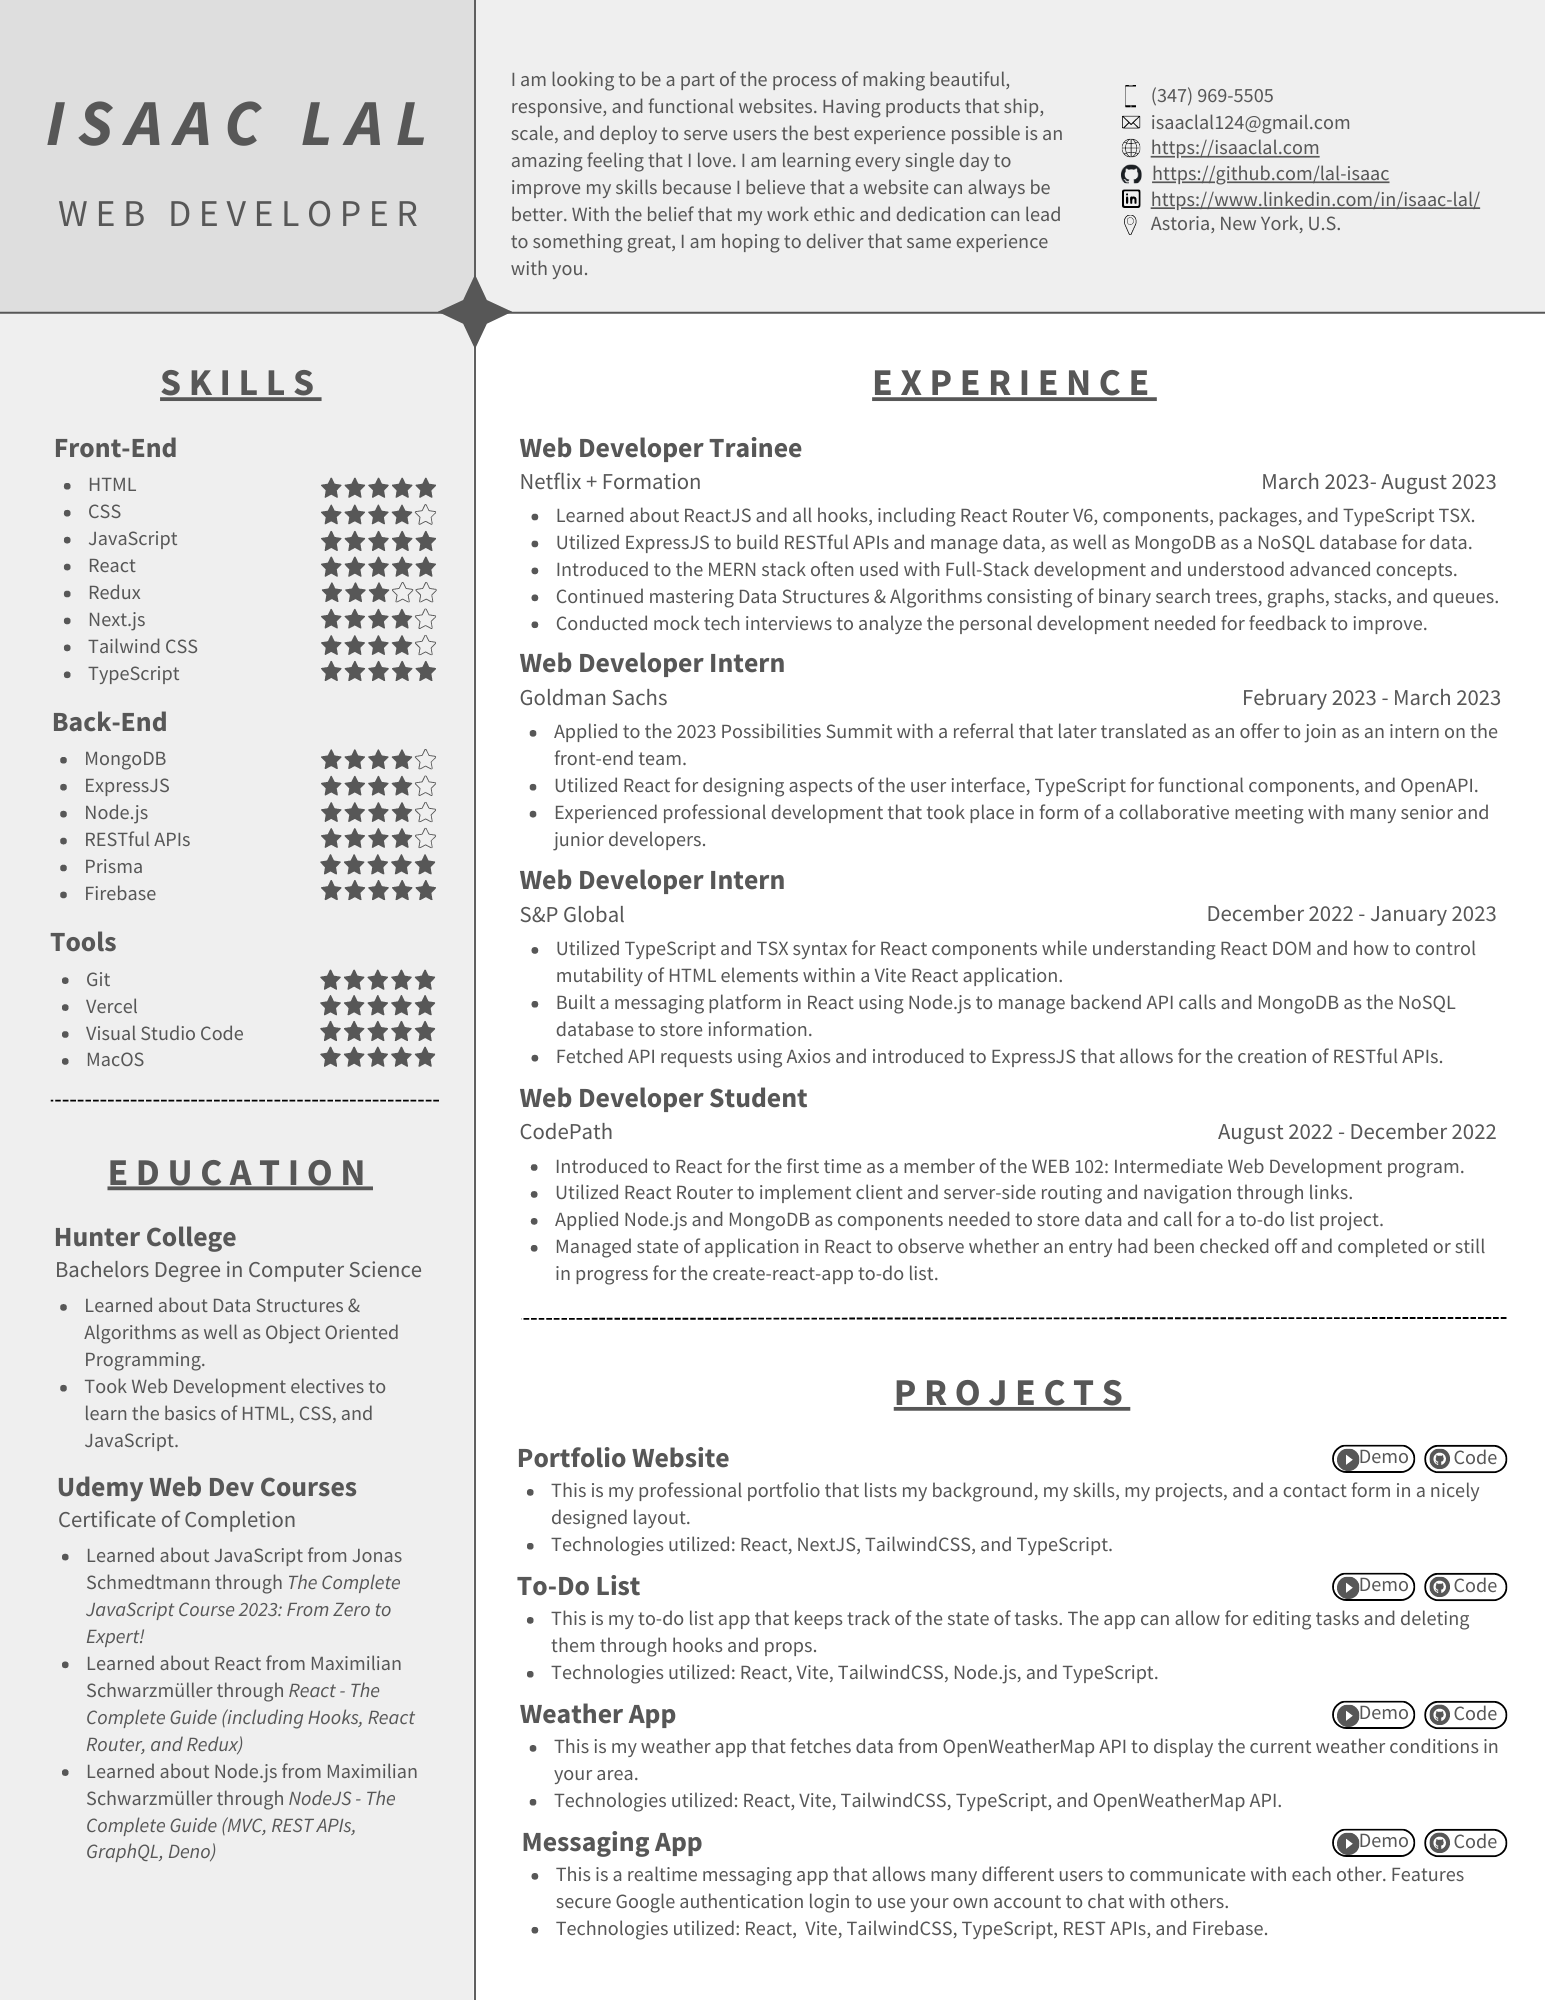 ISAAC LAL
WEB DEVELOPER
I am looking to be a part of the process of making beautiful,
responsive, and functional websites. Having products that ship,
scale, and deploy to serve users the best experience possible is an
amazing feeling that I love. I am learning every single day to
improve my skills because I believe that a website can always be
better. With the belief that my work ethic and dedication can lead
to something great, I am hoping to deliver that same experience
with you.
(347) 969-5505
isaaclal124@gmail.com
https://isaaclal.com
https://github.com/lal-isaac
https://www.linkedin.com/in/isaac-lal/
Astoria, New York, U.S.
SKILLS
Front-End
HTML
CSS
JavaScript
React
Redux
Next.js
Tailwind CSS
TypeScript
Back-End
MongoDB
ExpressJS
Node.js
RESTful APIs
Prisma
Firebase
Tools
Git
Vercel
Visual Studio Code
MacOS
EDUCATION
Hunter College
Bachelors Degree in Computer Science
Learned about Data Structures &
Algorithms as well as Object Oriented
Programming.
Took Web Development electives to
learn the basics of HTML, CSS, and
JavaScript.
Udemy Web Dev Courses
Certificate of Completion
Learned about JavaScript from Jonas
Schmedtmann through The Complete
JavaScript Course 2023: From Zero to
Expert!
Learned about React from Maximilian
Schwarzmüller through React - The
Complete Guide (including Hooks, React
Router, and Redux)
Learned about Node.js from Maximilian
Schwarzmüller through NodeJS - The
Complete Guide (MVC, REST APIs,
GraphQL, Deno)
EXPERIENCE
Web Developer Trainee
Netflix + Formation March 2023- August 2023
Learned about ReactJS and all hooks, including React Router V6, components, packages, and TypeScript TSX.
Utilized ExpressJS to build RESTful APIs and manage data, as well as MongoDB as a NoSQL database for data.
Introduced to the MERN stack often used with Full-Stack development and understood advanced concepts.
Continued mastering Data Structures & Algorithms consisting of binary search trees, graphs, stacks, and queues.
Conducted mock tech interviews to analyze the personal development needed for feedback to improve.
Web Developer Intern
Goldman Sachs February 2023 - March 2023
Applied to the 2023 Possibilities Summit with a referral that later translated as an offer to join as an intern on the
front-end team.
Utilized React for designing aspects of the user interface, TypeScript for functional components, and OpenAPI.
Experienced professional development that took place in form of a collaborative meeting with many senior and
junior developers.
Web Developer Intern
S&P Global December 2022 - January 2023
Utilized TypeScript and TSX syntax for React components while understanding React DOM and how to control
mutability of HTML elements within a Vite React application.
Built a messaging platform in React using Node.js to manage backend API calls and MongoDB as the NoSQL
database to store information.
Fetched API requests using Axios and introduced to ExpressJS that allows for the creation of RESTful APIs.
Web Developer Student
CodePath August 2022 - December 2022
Introduced to React for the first time as a member of the WEB 102: Intermediate Web Development program.
Utilized React Router to implement client and server-side routing and navigation through links.
Applied Node.js and MongoDB as components needed to store data and call for a to-do list project.
Managed state of application in React to observe whether an entry had been checked off and completed or still
in progress for the create-react-app to-do list.
PROJECTS
Portfolio Website Demo Code
This is my professional portfolio that lists my background, my skills, my projects, and a contact form in a nicely
designed layout.
Technologies utilized: React, NextJS, TailwindCSS, and TypeScript.
To-Do List Demo Code
This is my to-do list app that keeps track of the state of tasks. The app can allow for editing tasks and deleting
them through hooks and props.
Technologies utilized: React, Vite, TailwindCSS, Node.js, and TypeScript.
Weather App Demo Code
This is my weather app that fetches data from OpenWeatherMap API to display the current weather conditions in
your area.
Technologies utilized: React, Vite, TailwindCSS, TypeScript, and OpenWeatherMap API.
Messaging App Demo Code
This is a realtime messaging app that allows many different users to communicate with each other. Features
secure Google authentication login to use your own account to chat with others.
Technologies utilized: React, Vite, TailwindCSS, TypeScript, REST APIs, and Firebase.